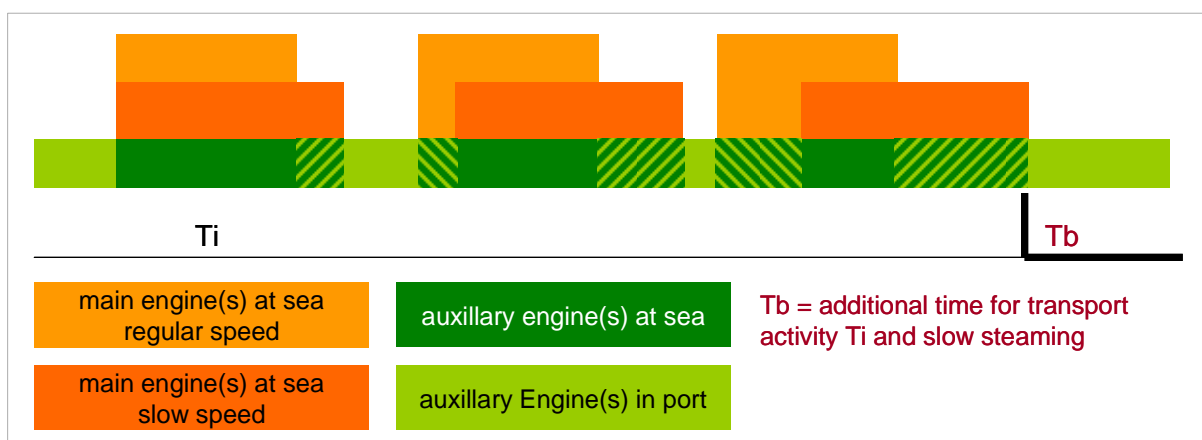 Ti
Tb
main engine(s) at sea
regular speed
auxillary engine(s) at sea
Tb = additional time for transport
activity Ti and slow steaming
main engine(s) at sea
slow speed
auxillary Engine(s) in port